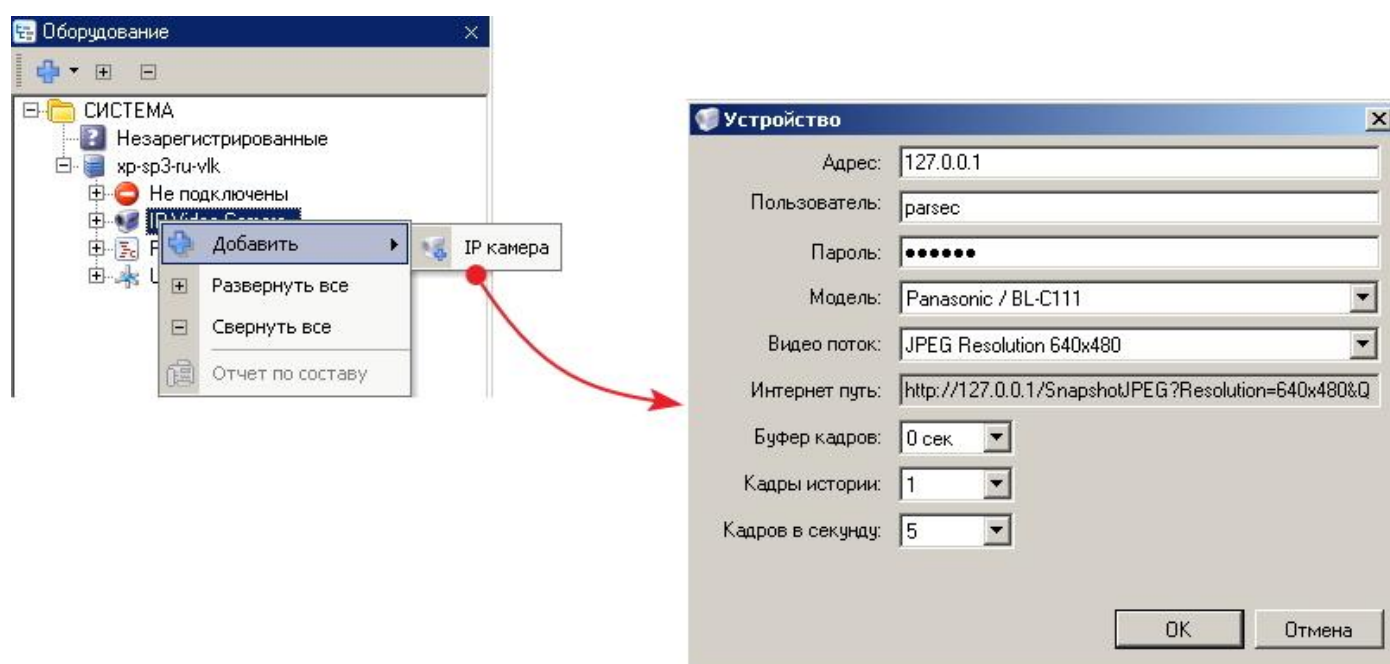 Оборудование
СИСТЕМА
Незарегистрированные
xp-sp3-ru-vlk
Не подключены
Добавить
IP камера
Развернуть все
Свернуть все
Отчет по составу
Устройство
Адрес: 127.0.0.1
Пользователь: parsec
Пароль: ●●●●●●
Модель: Panasonic / BL-C111
Видео поток: JPEG Resolution 640x480
Интернет путь: http://127.0.0.1/SnapshotJPEG?Resolution=640x480&Q
Буфер кадров: 0 сек
Кадры истории: 1
Кадров в секунду: 5
OK Отмена